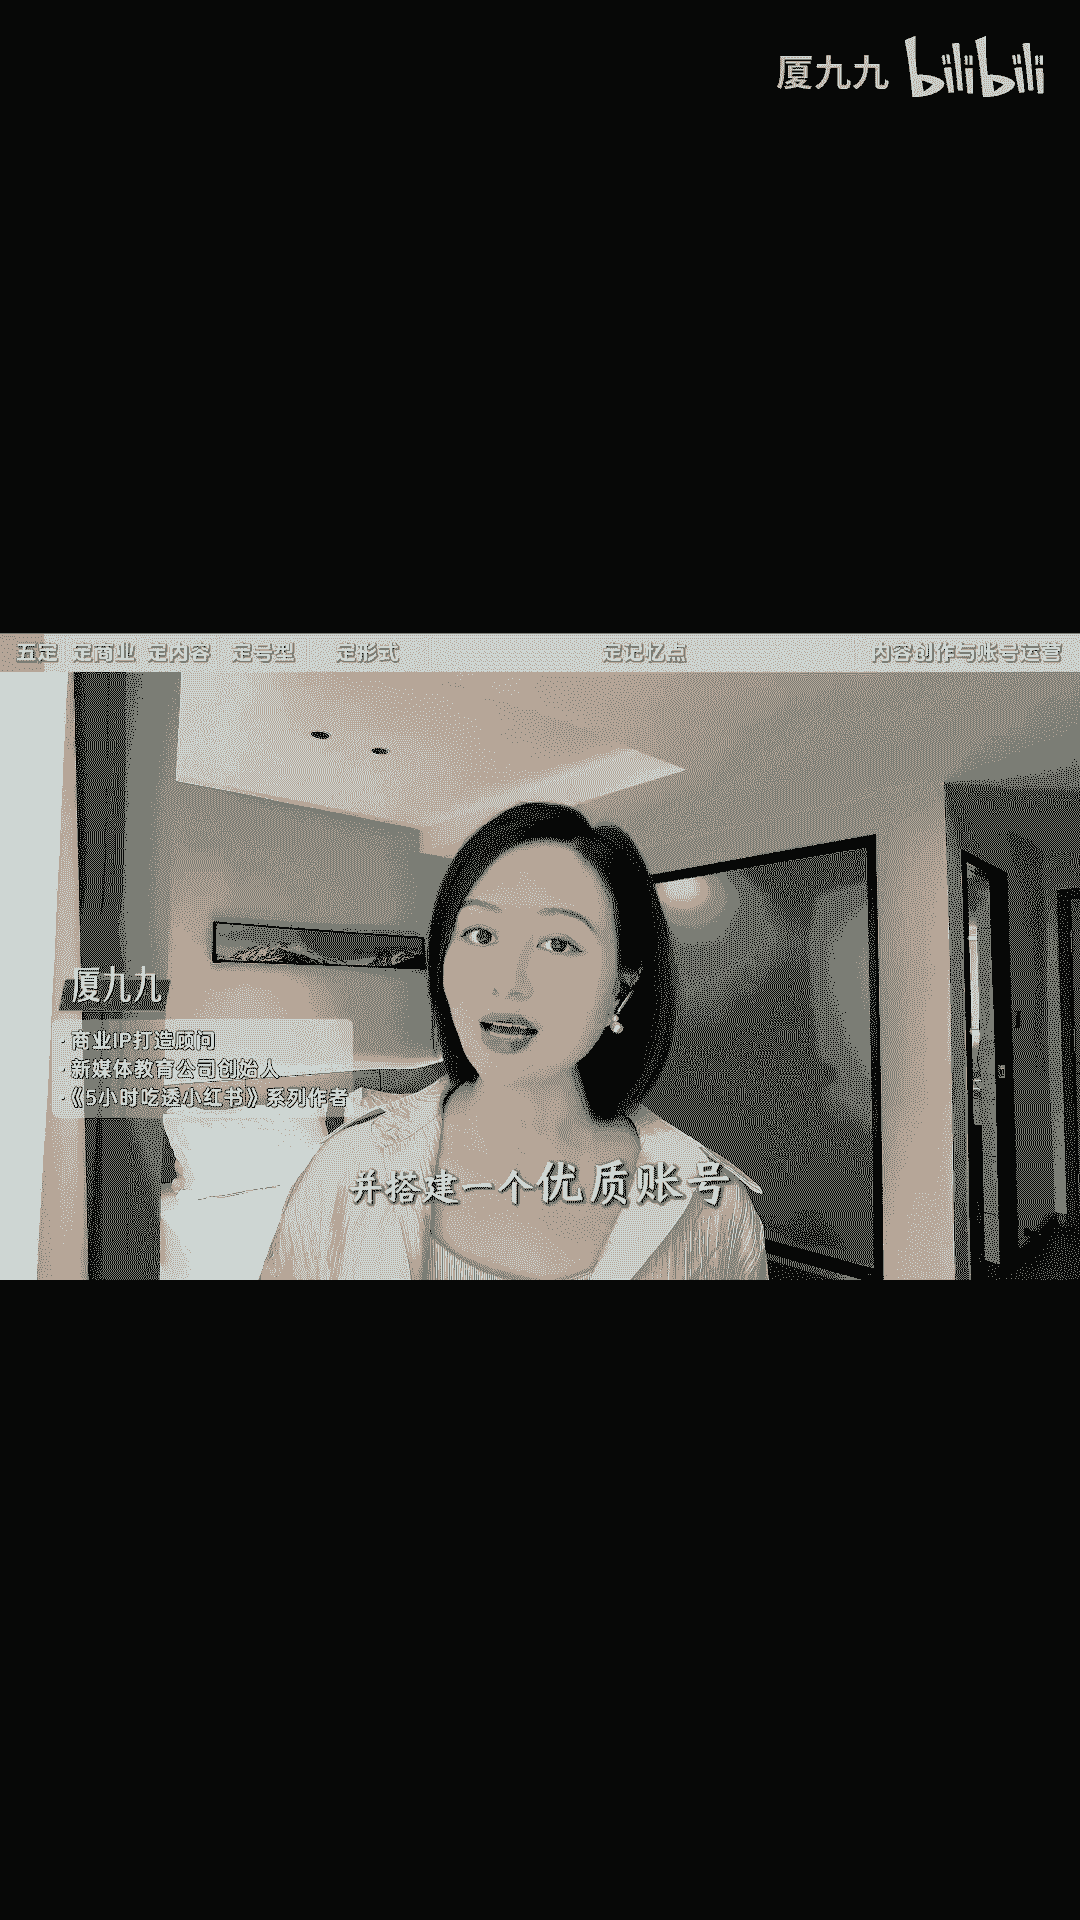 厦九九 bilibili
五定 定商业 定内容 定号型 定形式 定记忆点 内容创作与账号运营
厦九九
·商业IP打造顾问
·新媒体教育公司创始人
·《5小时吃透小红书》系列作者
并搭建一个优质账号